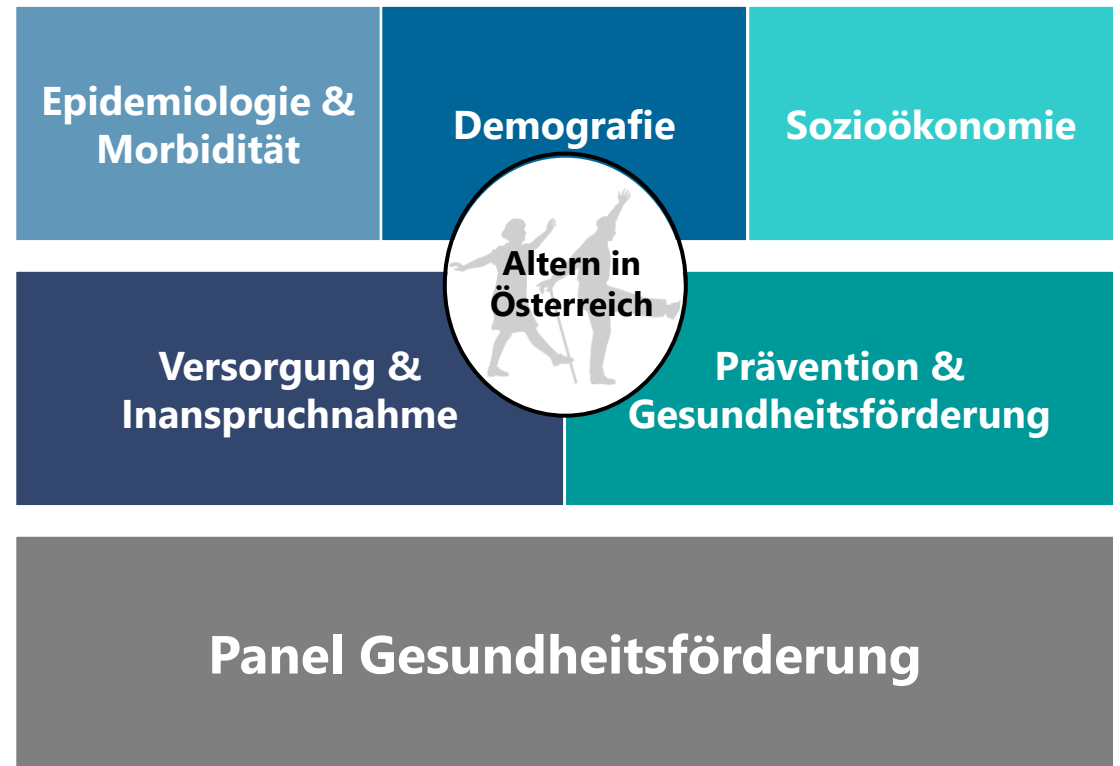 Epidemiologie &
Morbidität
Demografie
Sozioökonomie
Altern in
Österreich
Versorgung &
Inanspruchnahme
Prävention &
Gesundheitsförderung
Panel Gesundheitsförderung